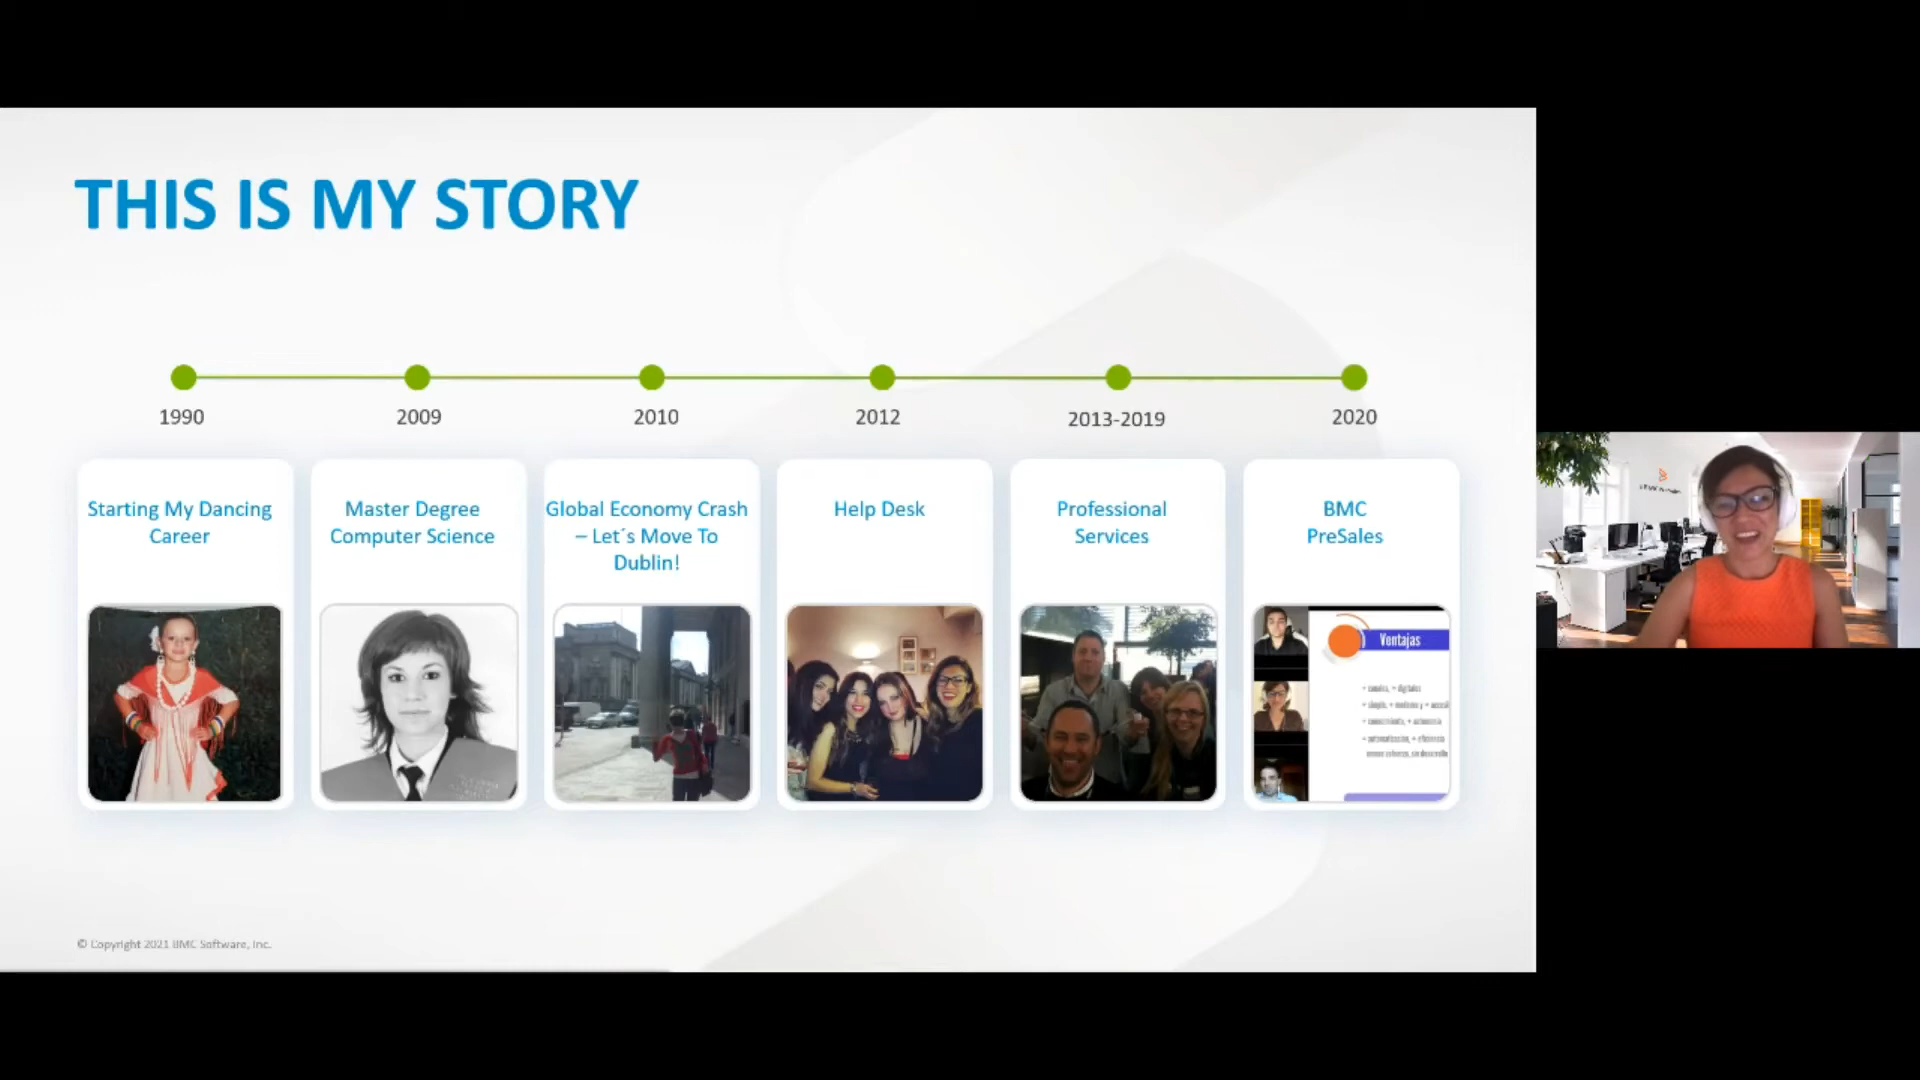 THIS IS MY STORY
1990
2009
2010
2012
2013-2019
2020
Starting My Dancing
Career
Master Degree
Computer Science
Global Economy Crash
– Let´s Move To
Dublin!
Help Desk
Professional
Services
BMC
PreSales
Ventajas
© Copyright 2021 BMC Software, Inc.